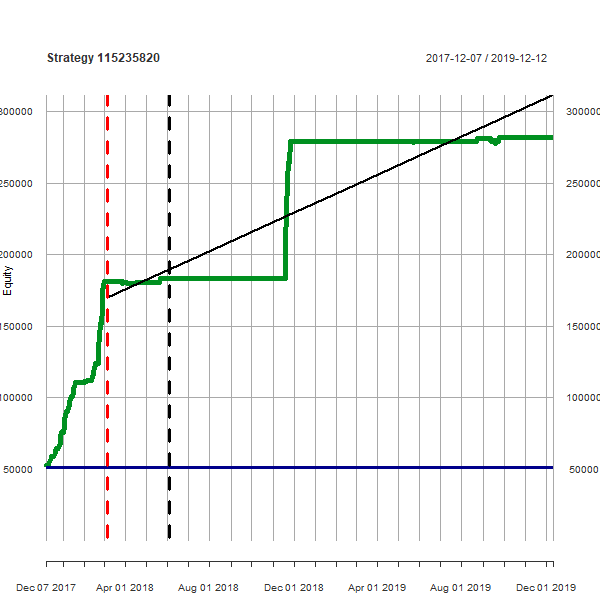 Strategy 115235820
2017-12-07 / 2019-12-12
300000 300000
250000 250000
200000 200000
Equity
150000 150000
100000 100000
50000 50000
Dec 07 2017 Apr 01 2018 Aug 01 2018 Dec 01 2018 Apr 01 2019 Aug 01 2019 Dec 01 2019